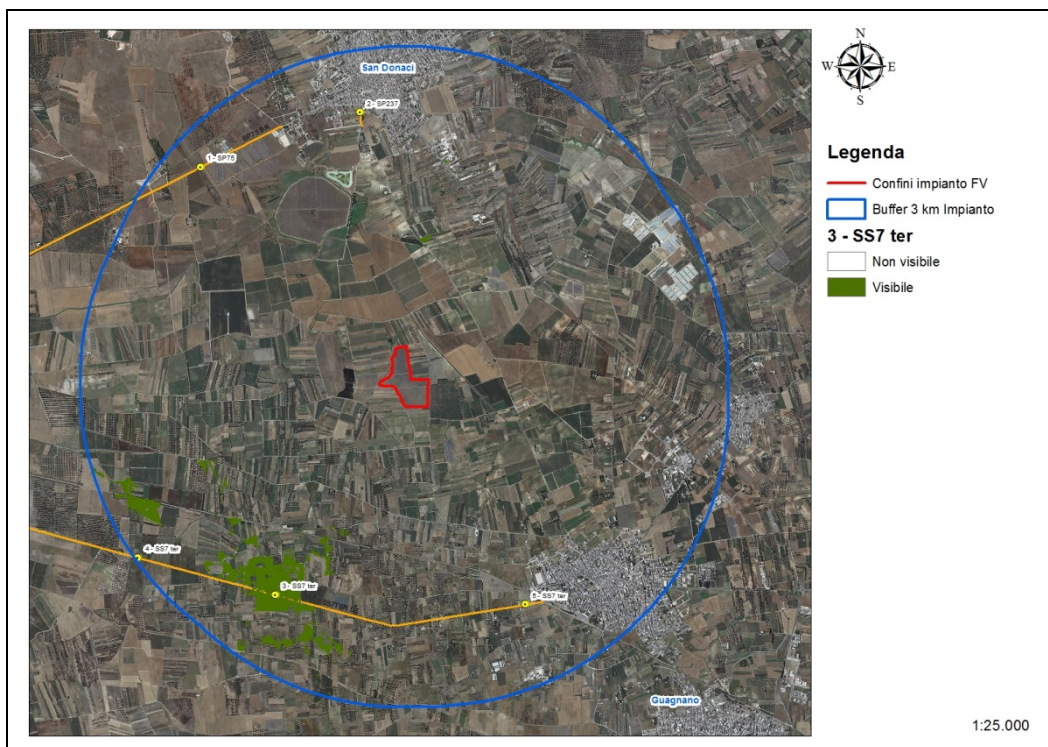 San Donaci
2 - SP237
1 - SP75
4 - SS7 ter
3 - SS7 ter
5 - SS7 ter
Guagnano
N
W
E
S
Legenda
Confini impianto FV
Buffer 3 km Impianto
3 - SS7 ter
Non visibile
Visibile
1:25.000